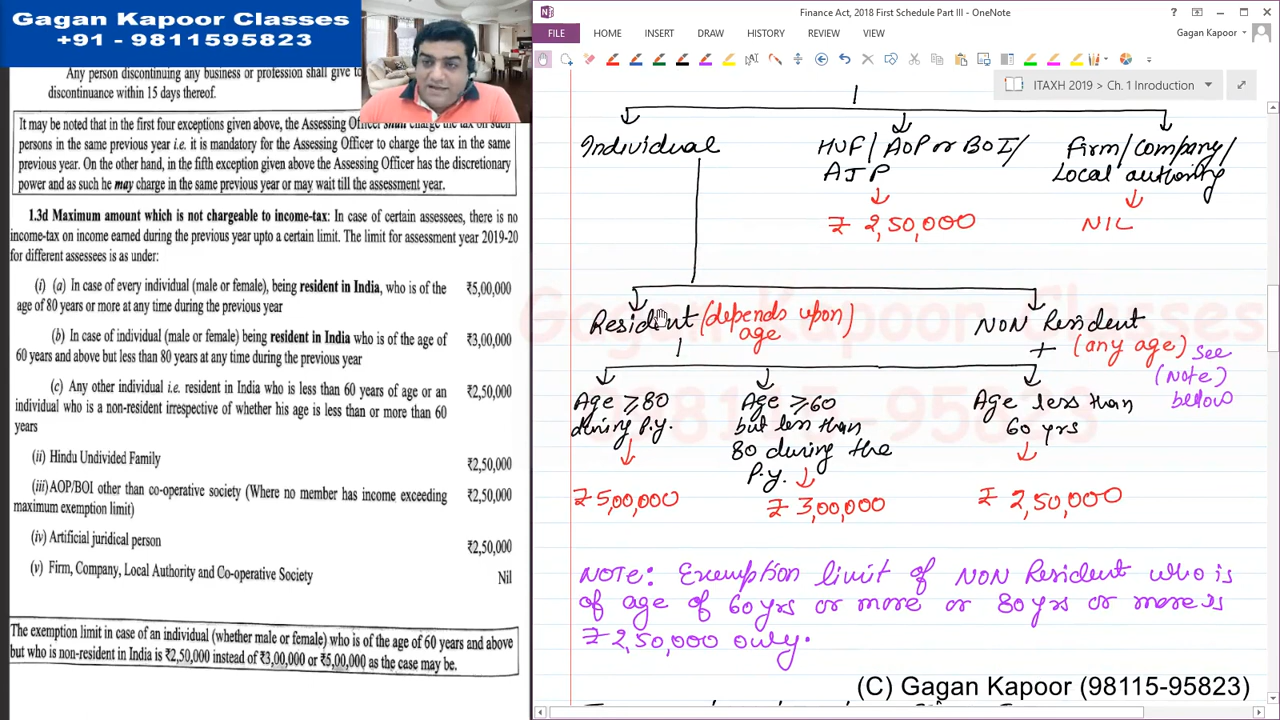 Gagan Kapoor Classes
+91 - 9811595823
Any person discontinuing any business or profession shall give to
discontinuance within 15 days thereof.
It may be noted that in the first four exceptions given above, the Assessing Officer shall charge the tax on such
persons in the same previous year i.e. it is mandatory for the Assessing Officer to charge the tax in the same
previous year. On the other hand, in the fifth exception given above the Assessing Officer has the discretionary
power and as such he may charge in the same previous year or may wait till the assessment year.
1.3d Maximum amount which is not chargeable to income-tax: In case of certain assessees, there is no
income-tax on income earned during the previous year upto a certain limit. The limit for assessment year 2019-20
for different assessees is as under:
(i) (a) In case of every individual (male or female), being resident in India, who is of the ₹5,00,000
age of 80 years or more at any time during the previous year
(b) In case of individual (male or female) being resident in India who is of the age of ₹3,00,000
60 years and above but less than 80 years at any time during the previous year
(c) Any other individual i.e. resident in India who is less than 60 years of age or an ₹2,50,000
individual who is a non-resident irrespective of whether his age is less than or more than 60
years
(ii) Hindu Undivided Family ₹2,50,000
(iii) AOP/BOI other than co-operative society (Where no member has income exceeding ₹2,50,000
maximum exemption limit)
(iv) Artificial juridical person ₹2,50,000
(v) Firm, Company, Local Authority and Co-operative Society Nil
The exemption limit in case of an individual (whether male or female) who is of the age of 60 years and above
but who is non-resident in India is ₹2,50,000 instead of ₹3,00,000 or ₹5,00,000 as the case may be.
Finance Act, 2018 First Schedule Part III - OneNote
FILE HOME INSERT DRAW HISTORY REVIEW VIEW Gagan Kapoor
ITAXH 2019 > Ch. 1 Inroduction
Individual HUF/ AOP or BOI/ Firm/Company/
AJP Local authority
₹ 2,50,000 NIL
Resident (depends upon NON Resident
age + (any age) See
(Note)
below
Age ≥80 Age ≥60 Age less than
during P.Y. but less than 60 yrs
80 during the
P.Y.
₹ 5,00,000 ₹ 3,00,000 ₹ 2,50,000
NOTE: Exemption limit of NON Resident who is
of age of 60 yrs or more or 80 yrs or more is
₹ 2,50,000 only.
Gagan Kapoor Classes
98115-95823
(C) Gagan Kapoor (98115-95823)